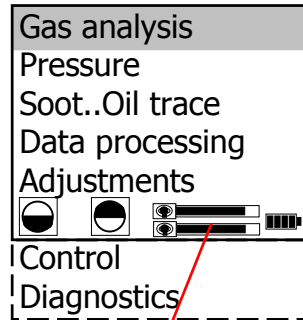 Gas analysis
Pressure
Soot..Oil trace
Data processing
Adjustments
Control
Diagnostics